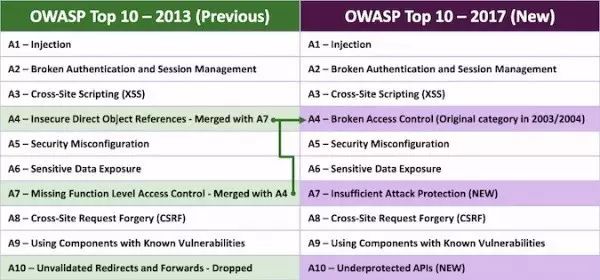 OWASP Top 10 – 2013 (Previous) OWASP Top 10 – 2017 (New)
A1 – Injection A1 – Injection
A2 – Broken Authentication and Session Management A2 – Broken Authentication and Session Management
A3 – Cross-Site Scripting (XSS) A3 – Cross-Site Scripting (XSS)
A4 – Insecure Direct Object References - Merged with A7 A4 – Broken Access Control (Original category in 2003/2004)
A5 – Security Misconfiguration A5 – Security Misconfiguration
A6 – Sensitive Data Exposure A6 – Sensitive Data Exposure
A7 – Missing Function Level Access Control - Merged with A4 A7 – Insufficient Attack Protection (NEW)
A8 – Cross-Site Request Forgery (CSRF) A8 – Cross-Site Request Forgery (CSRF)
A9 – Using Components with Known Vulnerabilities A9 – Using Components with Known Vulnerabilities
A10 – Unvalidated Redirects and Forwards - Dropped A10 – Underprotected APIs (NEW)